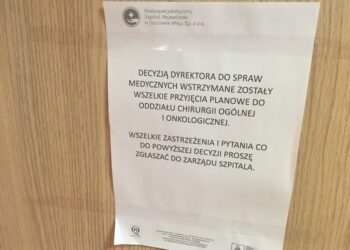 Wielospecjalistyczny
Szpital Wojewódzki
w Gorzowie Wlkp. Sp. z o.o.
DECYZJĄ DYREKTORA DO SPRAW
MEDYCZNYCH WSTRZYMANE ZOSTAŁY
WSZELKIE PRZYJĘCIA PLANOWE DO
ODDZIAŁU CHIRURGII OGÓLNEJ
I ONKOLOGICZNEJ.
WSZELKIE ZASTRZEŻENIA I PYTANIA CO
DO POWYŻSZEJ DECYZJI PROSZĘ
ZGŁASZAĆ DO ZARZĄDU SZPITALA.